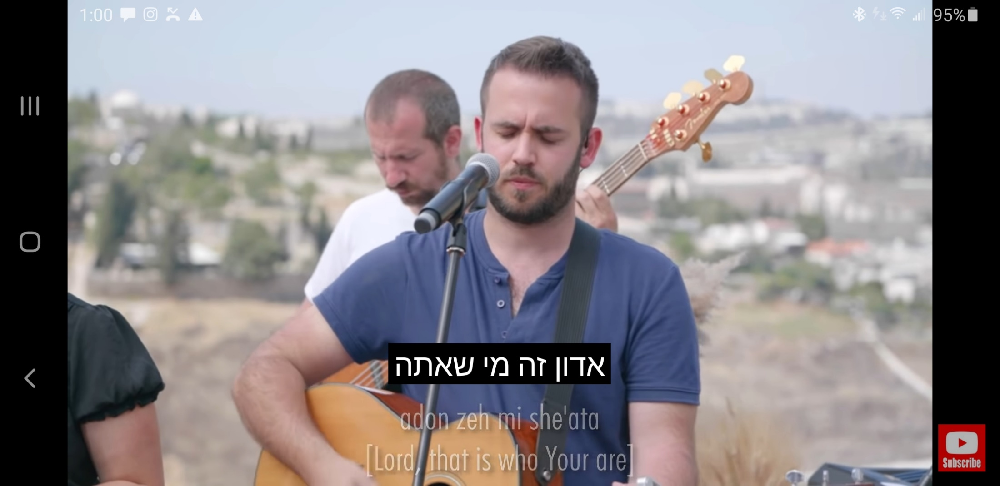 1:00
95%
Fender
אדון זה מי שאתה
adon zeh mi she'ata
[Lord, that is who Your are]
Subscribe